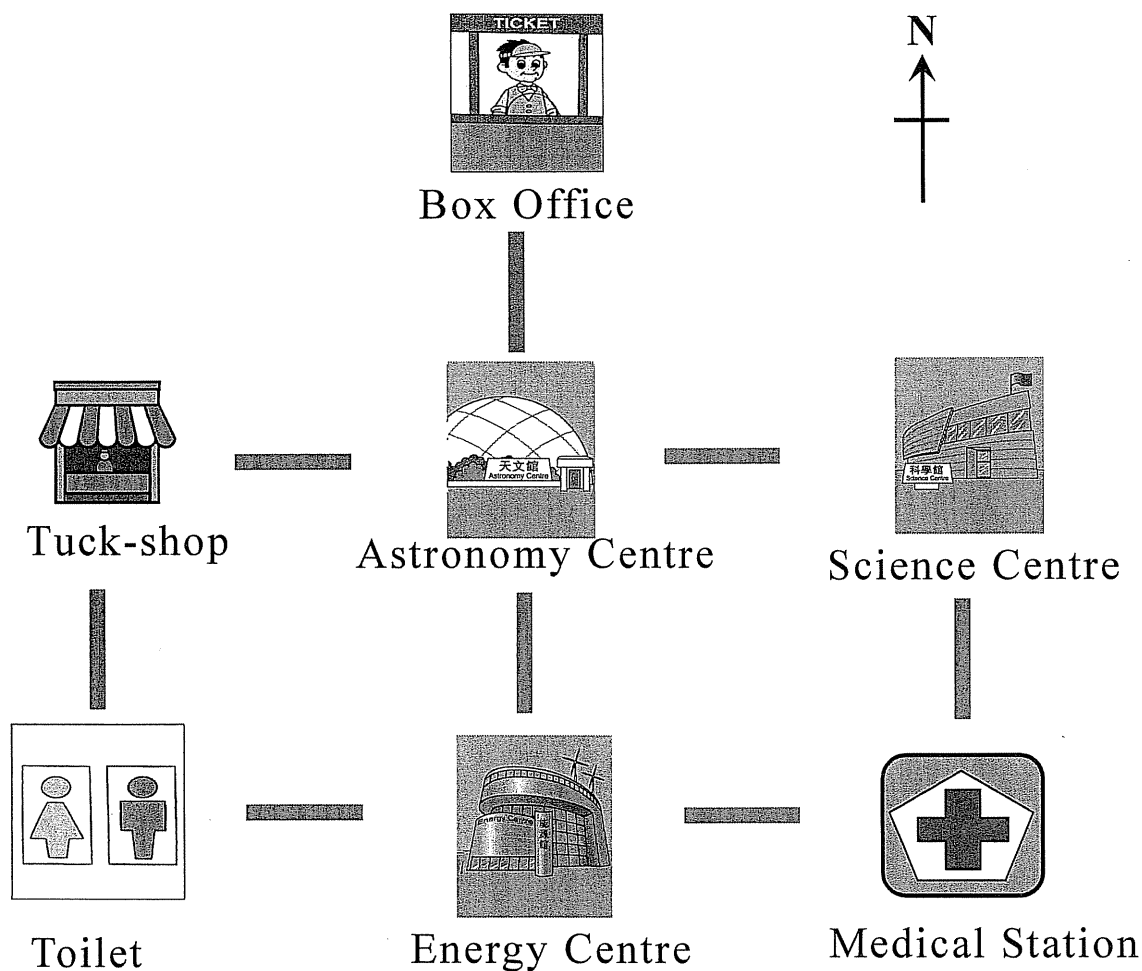 TICKET
N
Box Office
天文館
Astronomy Centre
科學館
Science Centre
Tuck-shop
Astronomy Centre
Science Centre
Energy Centre
Toilet
Energy Centre
Medical Station